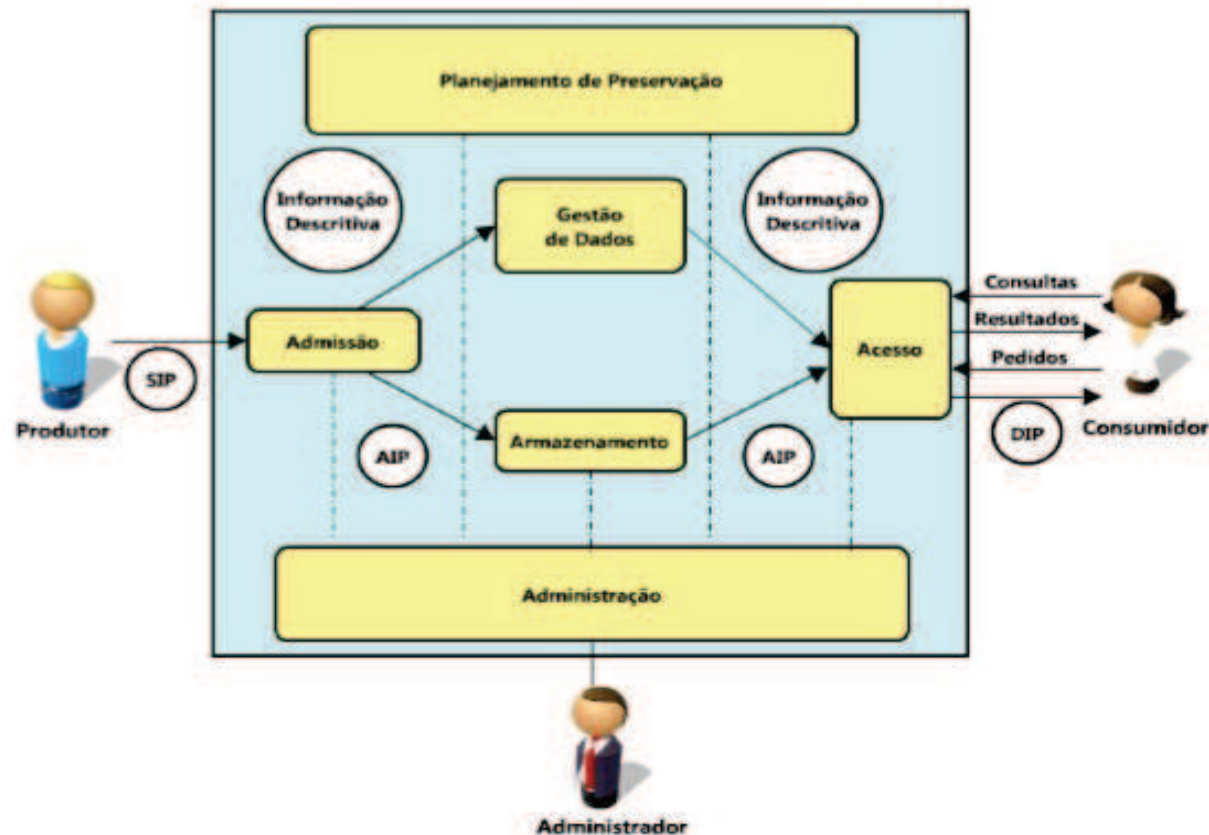 Planejamento de Preservação
Informação
Descritiva
Gestão
de Dados
Informação
Descritiva
Consultas
Resultados
Admissão
Acesso
Pedidos
SIP
Produtor
DIP
Consumidor
AIP
Armazenamento
AIP
Administração
Administrador